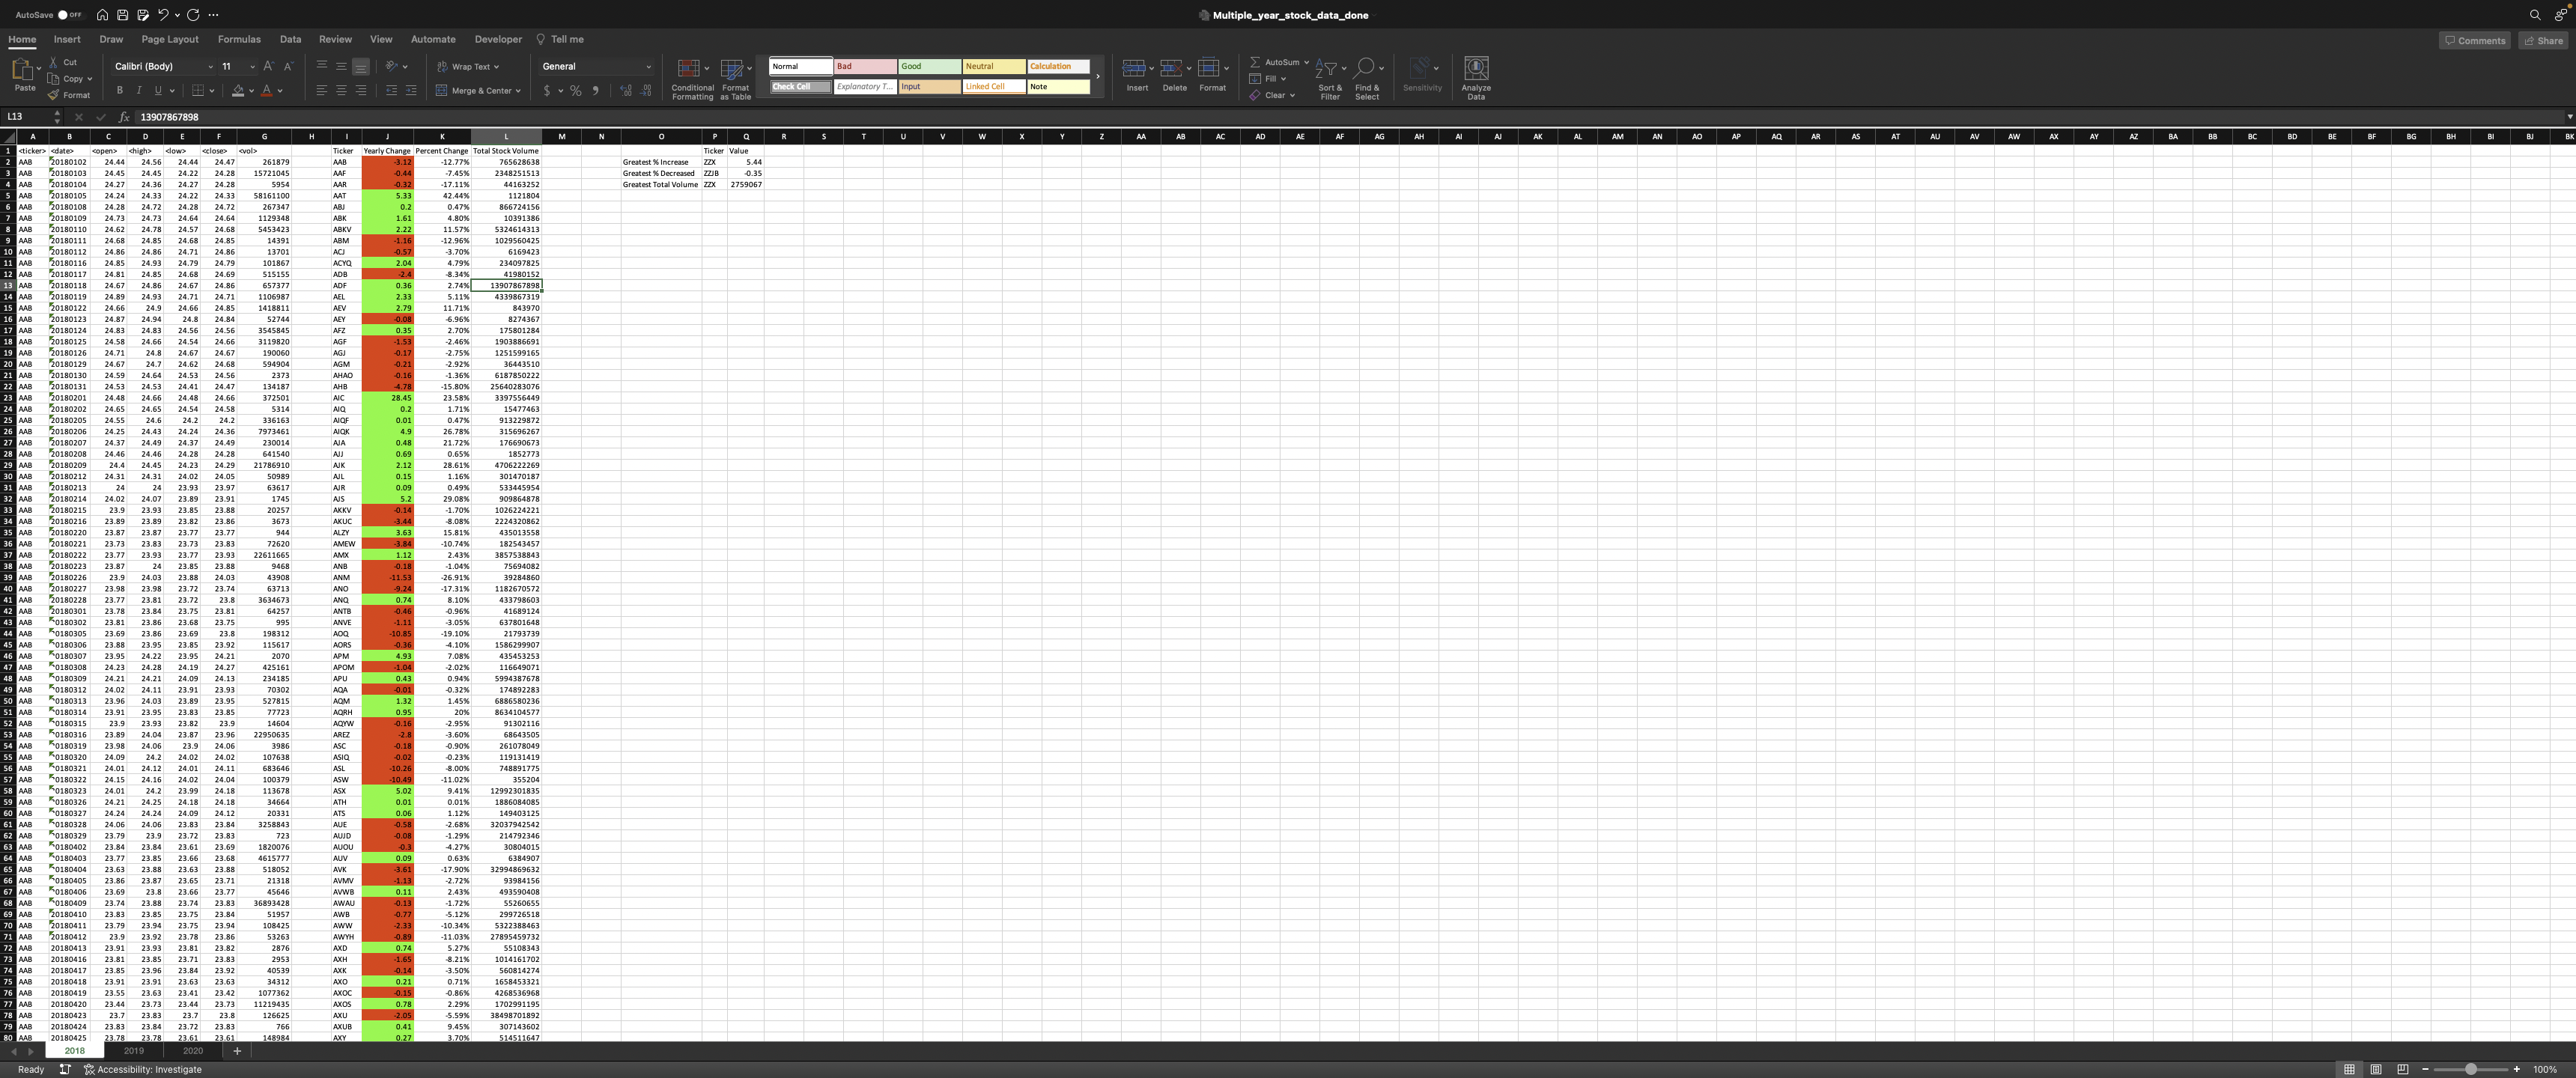 AutoSave OFF
Multiple_year_stock_data_done
Home Insert Draw Page Layout Formulas Data Review View Automate Developer Tell me
Comments Share
Paste Cut Copy Format
Calibri (Body) 11
Wrap Text
Merge & Center
General
Conditional Formatting
Format as Table
Normal Bad Good Neutral Calculation
Check Cell Explanatory T... Input Linked Cell Note
Insert Delete Format
AutoSum
Fill
Clear
Sort & Filter
Find & Select
Sensitivity
Analyze Data
L13 fx 13907867898
A B C D E F G H I J K L M N O P Q R S T U V W X Y Z AA AB AC AD AE AF AG AH AI AJ AK AL AM AN AO AP AQ AR AS AT AU AV AW AX AY AZ BA BB BC BD BE BF BG BH BI BJ BK
1 <ticker> <date> <open> <high> <low> <close> <vol> Ticker Yearly Change Percent Change Total Stock Volume Ticker Value
2 AAB 20180102 24.44 24.56 24.44 24.47 261879 AAB -3.12 -12.77% 765628638 Greatest % Increase ZZX 5.44
3 AAB 20180103 24.45 24.45 24.22 24.28 15721045 AAF -0.44 -7.45% 2348251513 Greatest % Decreased ZZJB -0.35
4 AAB 20180104 24.27 24.36 24.27 24.28 5954 AAR -0.32 -17.11% 44163252 Greatest Total Volume ZZX 2759067
5 AAB 20180105 24.24 24.33 24.22 24.33 58161100 AAT 5.33 42.44% 1121804
6 AAB 20180108 24.28 24.72 24.28 24.72 267347 ABJ 0.2 0.47% 866724156
7 AAB 20180109 24.73 24.73 24.64 24.64 1129348 ABK 1.61 4.80% 10391386
8 AAB 20180110 24.62 24.78 24.57 24.68 5453423 ABKV 2.22 11.57% 5324614313
9 AAB 20180111 24.68 24.85 24.68 24.85 14391 ABM -1.16 -12.96% 1029560425
10 AAB 20180112 24.86 24.86 24.71 24.86 13701 ACJ -0.57 -3.70% 6169423
11 AAB 20180116 24.85 24.93 24.79 24.79 101867 ACYQ 2.04 4.79% 234097825
12 AAB 20180117 24.81 24.85 24.68 24.69 515155 ADB -2.4 -8.34% 41980152
13 AAB 20180118 24.67 24.86 24.67 24.86 657377 ADF 0.36 2.74% 13907867898
14 AAB 20180119 24.89 24.93 24.71 24.71 1106987 AEL 2.33 5.11% 4339867319
15 AAB 20180122 24.66 24.9 24.66 24.85 1418811 AEV 2.79 11.71% 843970
16 AAB 20180123 24.87 24.94 24.8 24.84 52744 AEY -0.08 -6.96% 8274367
17 AAB 20180124 24.83 24.83 24.56 24.56 3545845 AFZ 0.35 2.70% 175801284
18 AAB 20180125 24.58 24.66 24.54 24.66 3119820 AGF -1.53 -2.46% 1903886691
19 AAB 20180126 24.71 24.8 24.67 24.67 190060 AGJ -0.17 -2.75% 1251599165
20 AAB 20180129 24.67 24.7 24.62 24.68 594904 AGM -0.21 -2.92% 36443510
21 AAB 20180130 24.59 24.64 24.53 24.56 2373 AHAO -0.16 -1.36% 6187850222
22 AAB 20180131 24.53 24.53 24.41 24.47 134187 AHB -4.78 -15.80% 25640283076
23 AAB 20180201 24.48 24.66 24.48 24.66 372501 AIC 28.45 23.58% 3397556449
24 AAB 20180202 24.65 24.65 24.54 24.58 5314 AIQ 0.2 1.71% 15477463
25 AAB 20180205 24.55 24.6 24.2 24.2 336163 AIQF 0.01 0.47% 913229872
26 AAB 20180206 24.25 24.43 24.24 24.36 7973461 AIQK 4.9 26.78% 315696267
27 AAB 20180207 24.37 24.49 24.37 24.49 230014 AJA 0.48 21.72% 176690673
28 AAB 20180208 24.46 24.46 24.28 24.28 641540 AJJ 0.69 0.65% 1852773
29 AAB 20180209 24.4 24.45 24.23 24.29 21786910 AJK 2.12 28.61% 4706222269
30 AAB 20180212 24.31 24.31 24.02 24.05 50989 AJL 0.15 1.16% 301470187
31 AAB 20180213 24 24 23.93 23.97 63617 AJR 0.09 0.49% 533445954
32 AAB 20180214 24.02 24.07 23.89 23.91 1745 AJS 5.2 29.08% 909864878
33 AAB 20180215 23.9 23.93 23.85 23.88 20257 AKKV -0.14 -1.70% 1026224221
34 AAB 20180216 23.89 23.89 23.82 23.86 3673 AKUC -3.44 -8.08% 2224320862
35 AAB 20180220 23.87 23.87 23.77 23.77 944 ALZY 3.63 15.81% 435013558
36 AAB 20180221 23.73 23.83 23.73 23.83 72620 AMEW -3.84 -10.74% 182543457
37 AAB 20180222 23.77 23.93 23.77 23.93 22611665 AMX 1.12 2.43% 3857538843
38 AAB 20180223 23.87 24 23.85 23.88 9468 ANB -0.18 -1.04% 75694082
39 AAB 20180226 23.9 24.03 23.88 24.03 43908 ANM -11.53 -26.91% 39284860
40 AAB 20180227 23.98 23.98 23.72 23.74 63713 ANO -9.24 -17.31% 1182670572
41 AAB 20180228 23.77 23.81 23.72 23.8 3634673 ANQ 0.74 8.10% 433798603
42 AAB 20180301 23.78 23.84 23.75 23.81 64257 ANTB -0.46 -0.96% 41689124
43 AAB 20180302 23.81 23.86 23.68 23.75 995 ANVE -1.11 -3.05% 637801648
44 AAB 0180305 23.69 23.86 23.69 23.8 198312 AOQ -10.85 -19.10% 21793739
45 AAB 0180306 23.88 23.95 23.85 23.92 115617 AORS -0.36 -4.10% 1586299907
46 AAB 0180307 23.95 24.22 23.95 24.21 2070 APM 4.93 7.08% 435453253
47 AAB 0180308 24.23 24.28 24.19 24.27 425161 APOM -1.04 -2.02% 116649071
48 AAB 0180309 24.21 24.21 24.09 24.13 234185 APU 0.43 0.94% 5994387678
49 AAB 0180312 24.02 24.11 23.91 23.93 70302 AQA -0.01 -0.32% 174892283
50 AAB 0180313 23.96 24.03 23.89 23.95 527815 AQM 1.32 1.45% 6886580236
51 AAB 0180314 23.91 23.95 23.83 23.85 77723 AQRH 0.95 20% 8634104577
52 AAB 0180315 23.9 23.93 23.82 23.9 14604 AQYW -0.16 -2.95% 91302116
53 AAB 0180316 23.89 24.04 23.87 23.96 22950635 AREZ -2.8 -3.60% 68643505
54 AAB 0180319 23.98 24.06 23.9 24.06 3986 ASC -0.18 -0.90% 261078049
55 AAB 0180320 24.09 24.2 24.02 24.02 107638 ASIQ -0.02 -0.23% 119131419
56 AAB 0180321 24.01 24.12 24.01 24.11 683646 ASL -10.26 -8.00% 748891775
57 AAB 0180322 24.15 24.16 24.02 24.04 100379 ASW -10.49 -11.02% 355204
58 AAB 0180323 24.01 24.2 23.99 24.18 113678 ASX 5.02 9.41% 12992301835
59 AAB 0180326 24.21 24.25 24.18 24.18 34664 ATH 0.01 0.01% 1886084085
60 AAB 0180327 24.24 24.24 24.09 24.12 20331 ATS 0.06 1.12% 149403125
61 AAB 0180328 24.06 24.06 23.83 23.84 3258843 AUE -0.58 -2.68% 32037942542
62 AAB 0180329 23.79 23.9 23.72 23.83 723 AUJD -0.08 -1.29% 214792346
63 AAB 0180402 23.84 23.84 23.61 23.69 1820076 AUOU -0.3 -4.27% 30804015
64 AAB 0180403 23.77 23.85 23.66 23.68 4615777 AUV 0.09 0.63% 6384907
65 AAB 0180404 23.63 23.88 23.63 23.88 518052 AVK -3.61 -17.90% 32994869632
66 AAB 0180405 23.86 23.87 23.65 23.71 21318 AVMV -1.13 -2.72% 93984156
67 AAB 0180406 23.69 23.8 23.66 23.77 45646 AVWB 0.11 2.43% 493590408
68 AAB 0180409 23.74 23.88 23.74 23.83 36893428 AWAU -0.13 -1.72% 55260655
69 AAB 20180410 23.83 23.85 23.75 23.84 51957 AWB -0.77 -5.12% 299726518
70 AAB 20180411 23.79 23.94 23.75 23.94 108425 AWW -2.33 -10.34% 5322388463
71 AAB 20180412 23.9 23.92 23.78 23.86 53263 AWYH -0.89 -11.03% 27895459732
72 AAB 20180413 23.91 23.93 23.81 23.82 2876 AXD 0.74 5.27% 55108343
73 AAB 20180416 23.81 23.85 23.71 23.83 2953 AXH -1.65 -8.21% 1014161702
74 AAB 20180417 23.85 23.96 23.84 23.92 40539 AXK -0.14 -3.50% 560814274
75 AAB 20180418 23.91 23.91 23.63 23.63 34312 AXO 0.21 0.71% 1658453321
76 AAB 20180419 23.55 23.63 23.41 23.42 1077362 AXOC -0.15 -0.86% 4268536968
77 AAB 20180420 23.44 23.73 23.44 23.73 11219435 AXOS 0.78 2.29% 1702991195
78 AAB 20180423 23.7 23.83 23.7 23.8 126625 AXU -2.05 -5.59% 38498701892
79 AAB 20180424 23.83 23.84 23.72 23.83 766 AXUB 0.41 9.45% 307143602
80 AAB 20180425 23.78 23.78 23.61 23.61 148984 AXY 0.27 3.70% 514511647
2018 2019 2020 +
Ready Accessibility: Investigate 100%